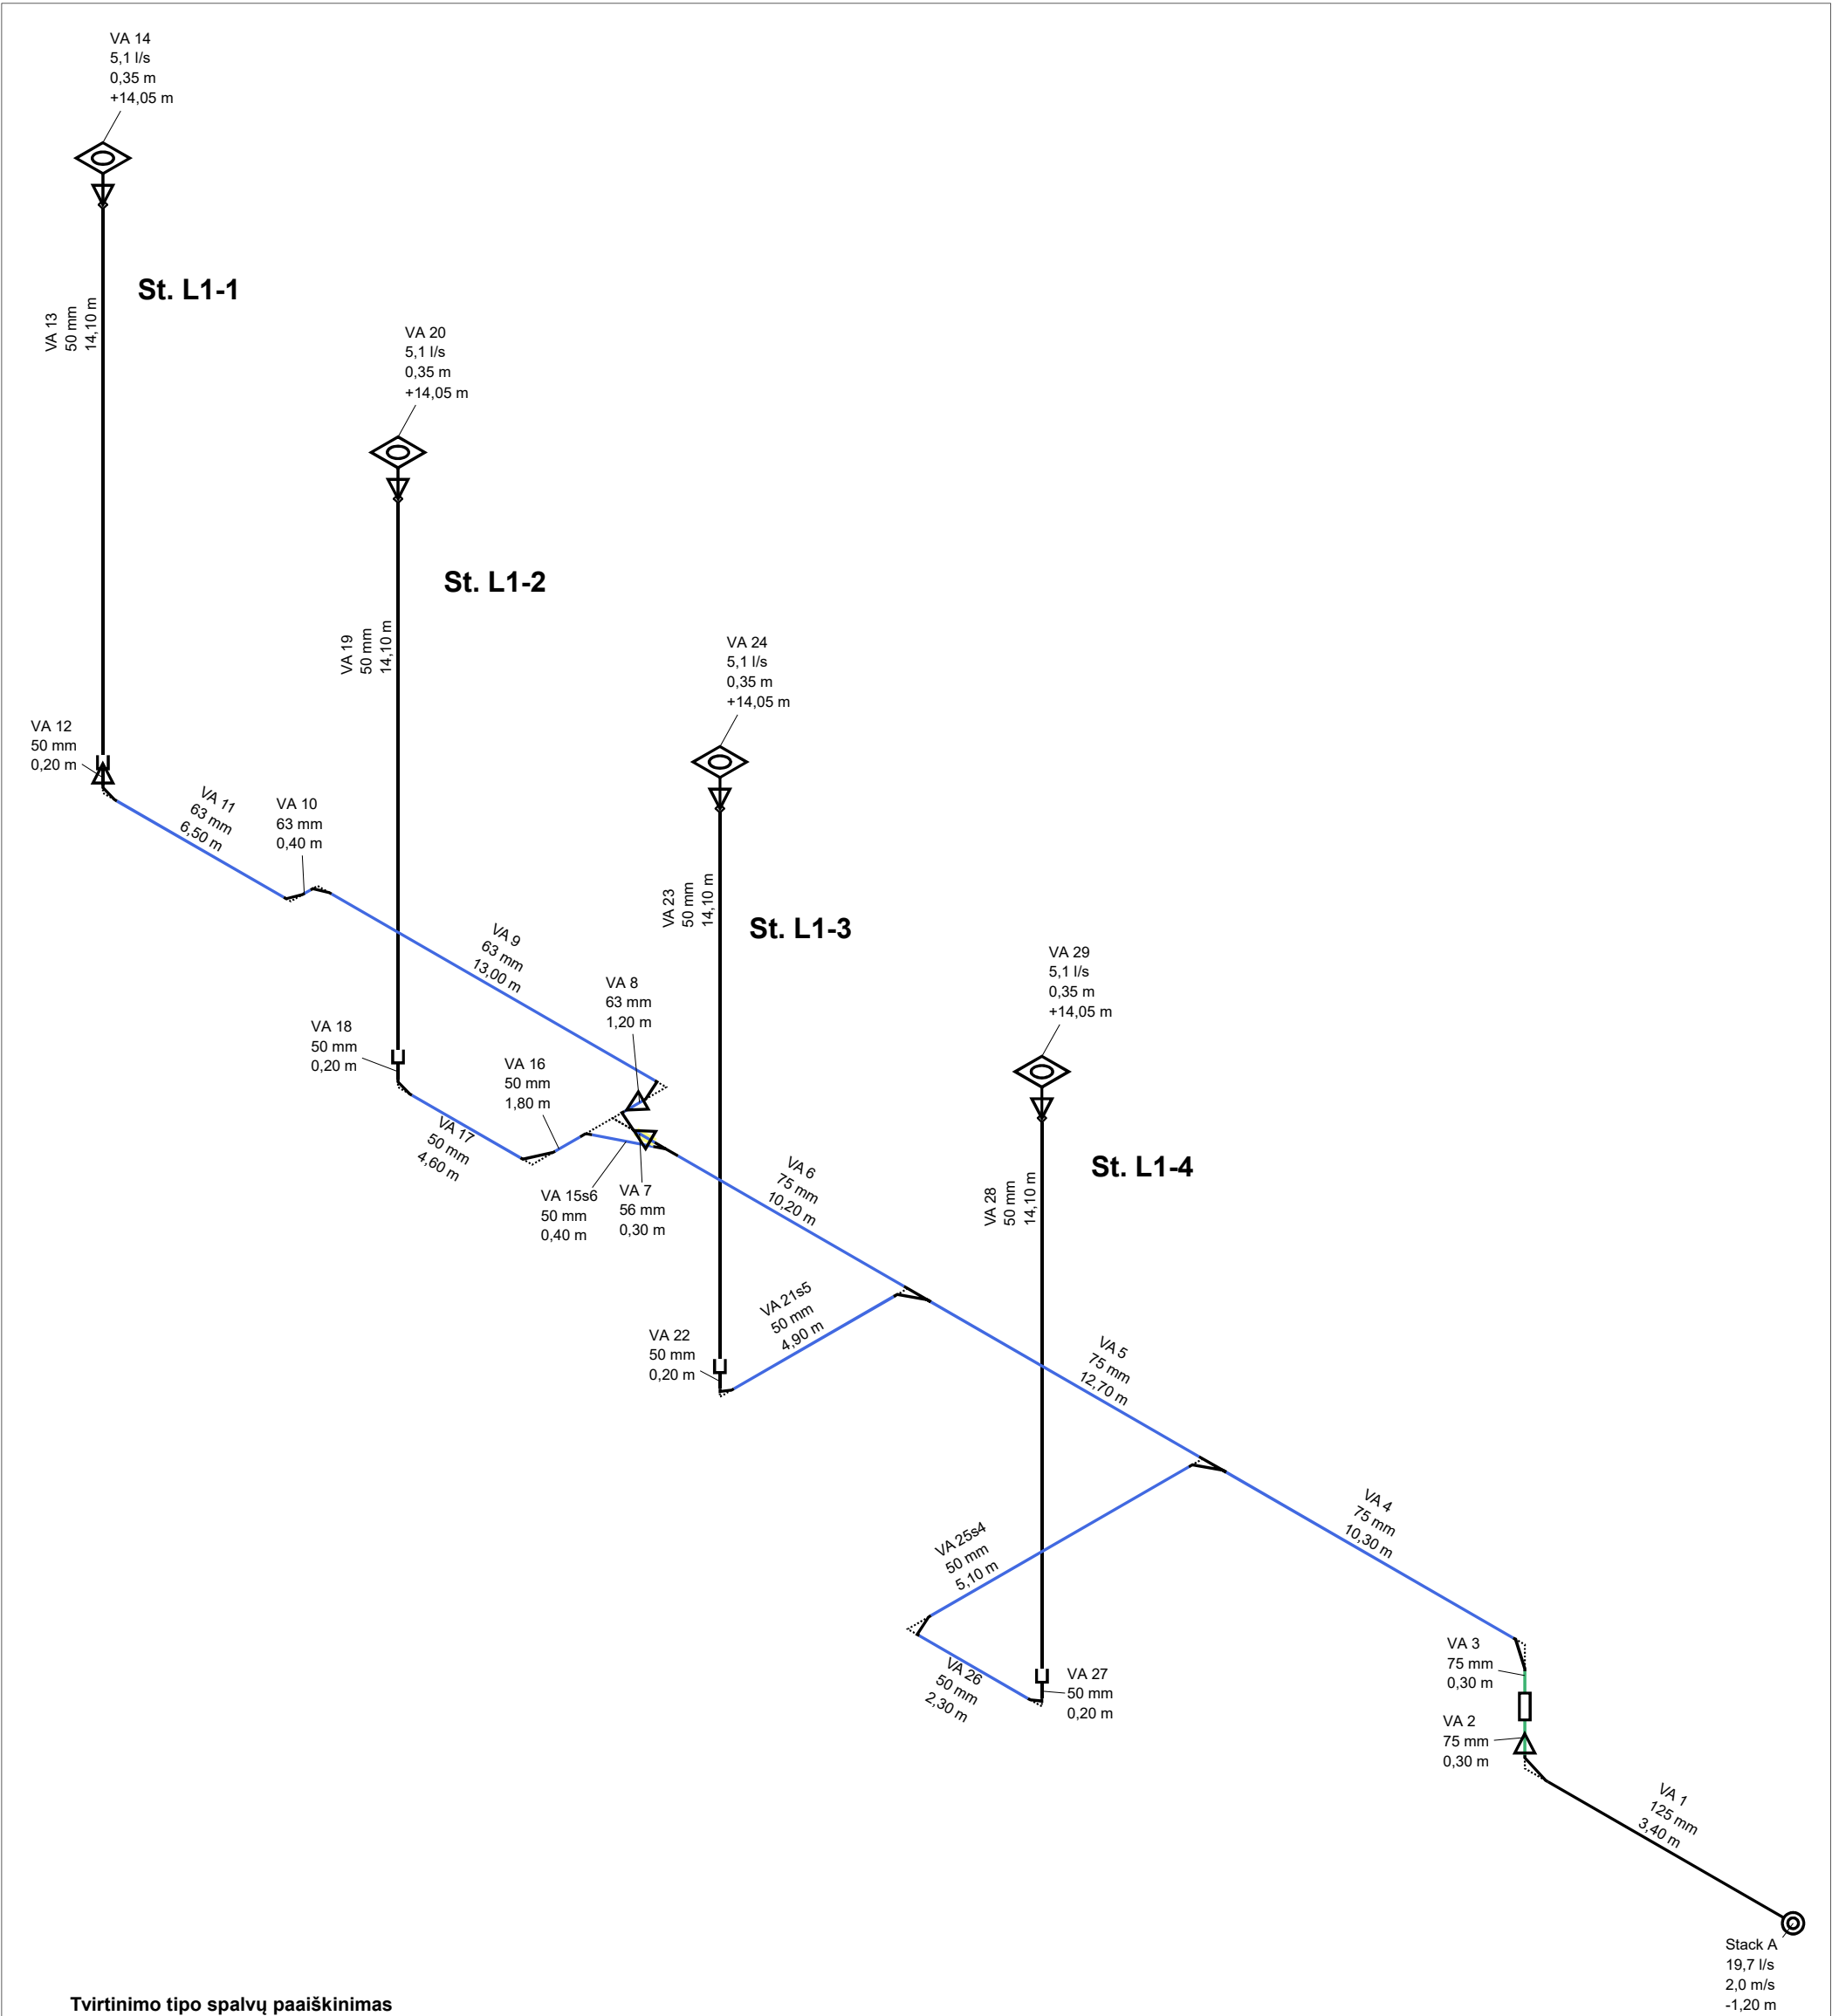 VA 14
5,1 l/s
0,35 m
+14,05 m
St. L1-1
VA 13
50 mm
14,10 m
VA 20
5,1 l/s
0,35 m
+14,05 m
St. L1-2
VA 19
50 mm
14,10 m
VA 24
5,1 l/s
0,35 m
+14,05 m
VA 12
50 mm
0,20 m
VA 11
63 mm
6,50 m
VA 10
63 mm
0,40 m
VA 23
50 mm
14,10 m
St. L1-3
VA 9
63 mm
13,00 m
VA 8
63 mm
1,20 m
VA 29
5,1 l/s
0,35 m
+14,05 m
VA 18
50 mm
0,20 m
VA 16
50 mm
1,80 m
VA 17
50 mm
4,60 m
VA 15s6
50 mm
0,40 m
VA 7
56 mm
0,30 m
VA 6
75 mm
10,20 m
VA 28
50 mm
14,10 m
St. L1-4
VA 21s5
50 mm
4,90 m
VA 22
50 mm
0,20 m
VA 5
75 mm
12,70 m
VA 4
75 mm
10,30 m
VA 25s4
50 mm
5,10 m
VA 26
50 mm
2,30 m
VA 27
50 mm
0,20 m
VA 3
75 mm
0,30 m
VA 2
75 mm
0,30 m
VA 1
125 mm
3,40 m
Stack A
19,7 l/s
2,0 m/s
-1,20 m
Tvirtinimo tipo spalvų paaiškinimas